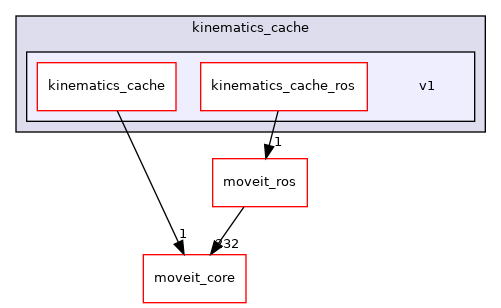 kinematics_cache
kinematics_cache
kinematics_cache_ros
v1
1
moveit_ros
1
moveit_core